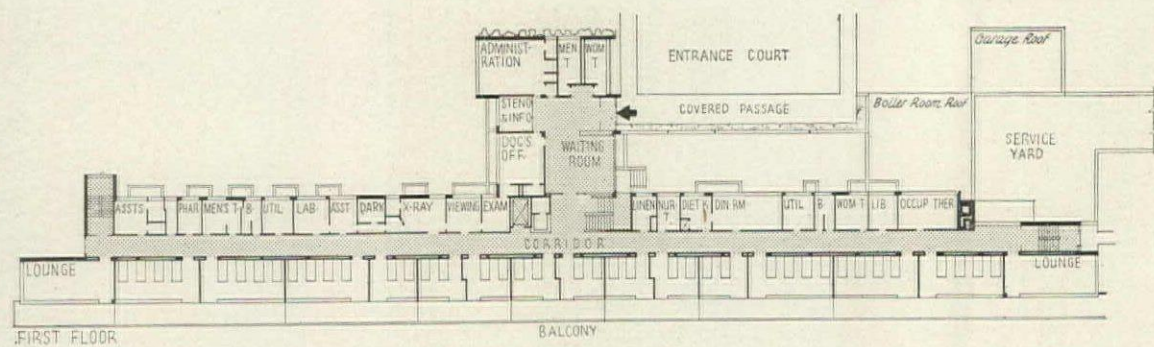 ADMINIST-
RATION
MEN
T
WOM
T
ENTRANCE COURT
Garage Roof
STENO
& INFO
COVERED PASSAGE
Boiler Room Roof
DOC'S
OFF.
WAITING
ROOM
SERVICE
YARD
ASSTS
PHAR
MEN'S T.
B.
UTIL
LAB.
ASST
DARK
X-RAY
VIEWING
EXAM
LINEN
NUR.
T.
DIET K.
DIN RM
UTIL
B
WOM T
LIB
OCCUP THER.
CORRIDOR
LOUNGE
LOUNGE
BALCONY
FIRST FLOOR